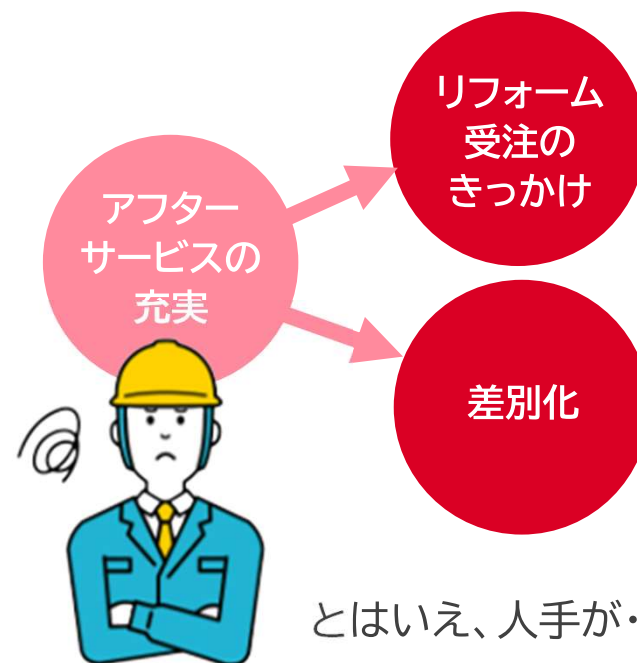 リフォーム
受注の
きっかけ
アフター
サービスの
充実
差別化
とはいえ、人手が・